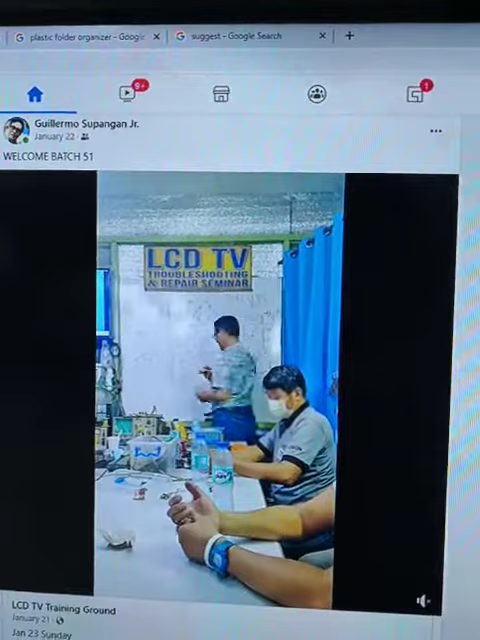 plastic folder organizer - Google
suggest - Google Search
9+
1
Guillermo Supangan Jr.
January 22
WELCOME BATCH 51
LCD TV
TROUBLESHOOTING
& REPAIR SEMINAR
LCD TV Training Ground
January 21
Jan 23 Sunday